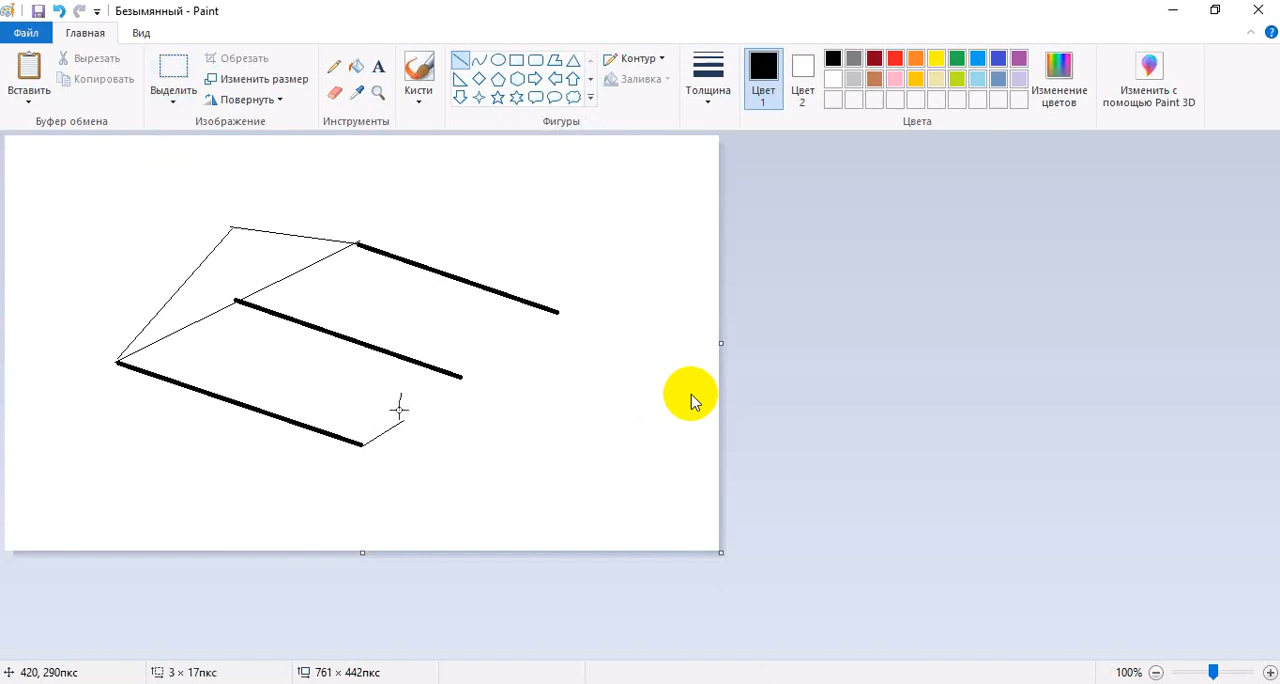 Безымянный - Paint
Файл Главная Вид
Вставить
Вырезать
Копировать
Буфер обмена
Выделить
Обрезать
Изменить размер
Повернуть
Изображение
A
Инструменты
Кисти
Контур
Заливка
Фигуры
Толщина
Цвет 1
Цвет 2
Изменение цветов
Цвета
Изменить с помощью Paint 3D
420, 290пкс 3 × 17пкс 761 × 442пкс 100%